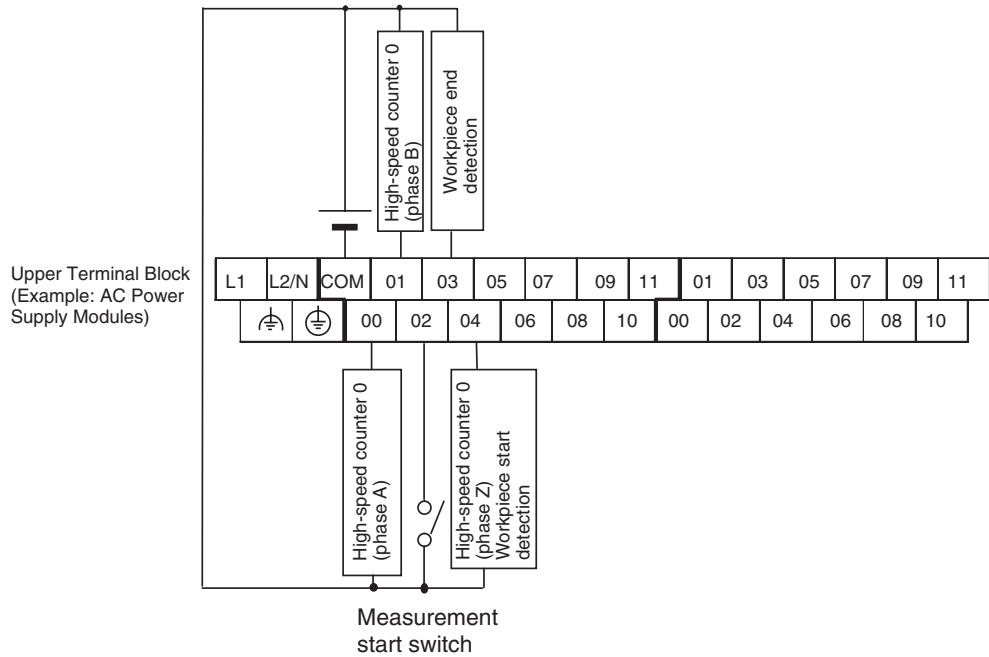 High-speed counter 0
(phase B)
Workpiece end
detection
Upper Terminal Block
(Example: AC Power
Supply Modules)
L1 L2/N COM 01 03 05 07 09 11 01 03 05 07 09 11
00 02 04 06 08 10 00 02 04 06 08 10
High-speed counter 0
(phase A)
High-speed counter 0
(phase Z)
Workpiece start
detection
Measurement
start switch